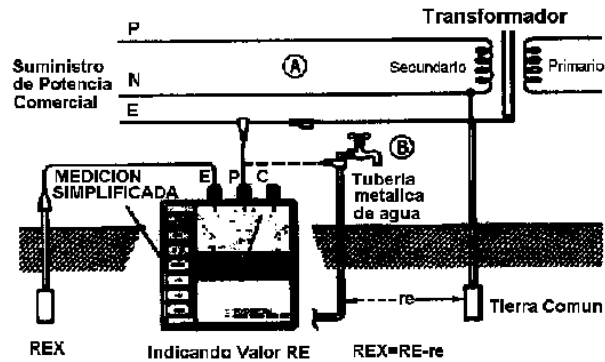 Transformador
P
A
Suministro
de Potencia
Comercial
N
E
Secundario
Primario
B
MEDICION
SIMPLIFICADA
E P C
Tuberia
metalica
de agua
re
Tierra Comun
REX
Indicando Valor RE
REX=RE-re